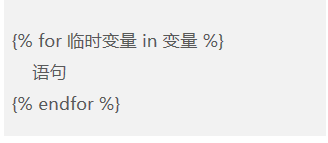 {% for 临时变量 in 变量 %}
语句
{% endfor %}